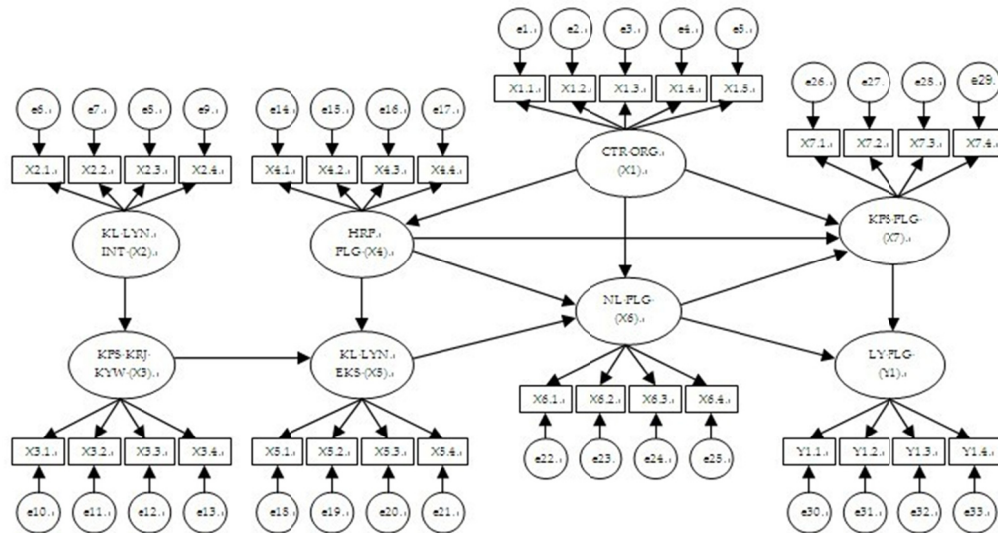 e1.
e2.
e3.
e4.
e5.
X1.1.
X1.2.
X1.3.
X1.4.
X1.5.
CTR-ORG.
(X1).
e6.
e7.
e8.
e9.
X2.1.
X2.2.
X2.3.
X2.4.
KL-LYN.
INT-(X2).
e14.
e15.
e16.
e17.
X4.1.
X4.2.
X4.3.
X4.4.
HRP.
PLG-(X4).
e26.
e27.
e28.
e29.
X7.1.
X7.2.
X7.3.
X7.4.
KPS-PLG-
(X7).
NL-PLG-
(X6).
KPS-KRJ-
KYW-(X3).
KL-LYN.
EKS-(X5).
LY-PLG-
(Y1).
X6.1.
X6.2.
X6.3.
X6.4.
e22.
e23.
e24.
e25.
X3.1.
X3.2.
X3.3.
X3.4.
e10.
e11.
e12.
e13.
X5.1.
X5.2.
X5.3.
X5.4.
e18.
e19.
e20.
e21.
Y1.1.
Y1.2.
Y1.3.
Y1.4.
e30.
e31.
e32.
e33.